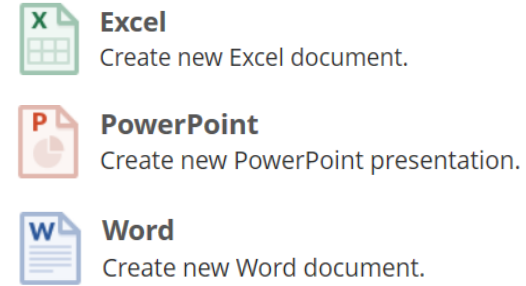 X
Excel
Create new Excel document.
P
PowerPoint
Create new PowerPoint presentation.
W
Word
Create new Word document.